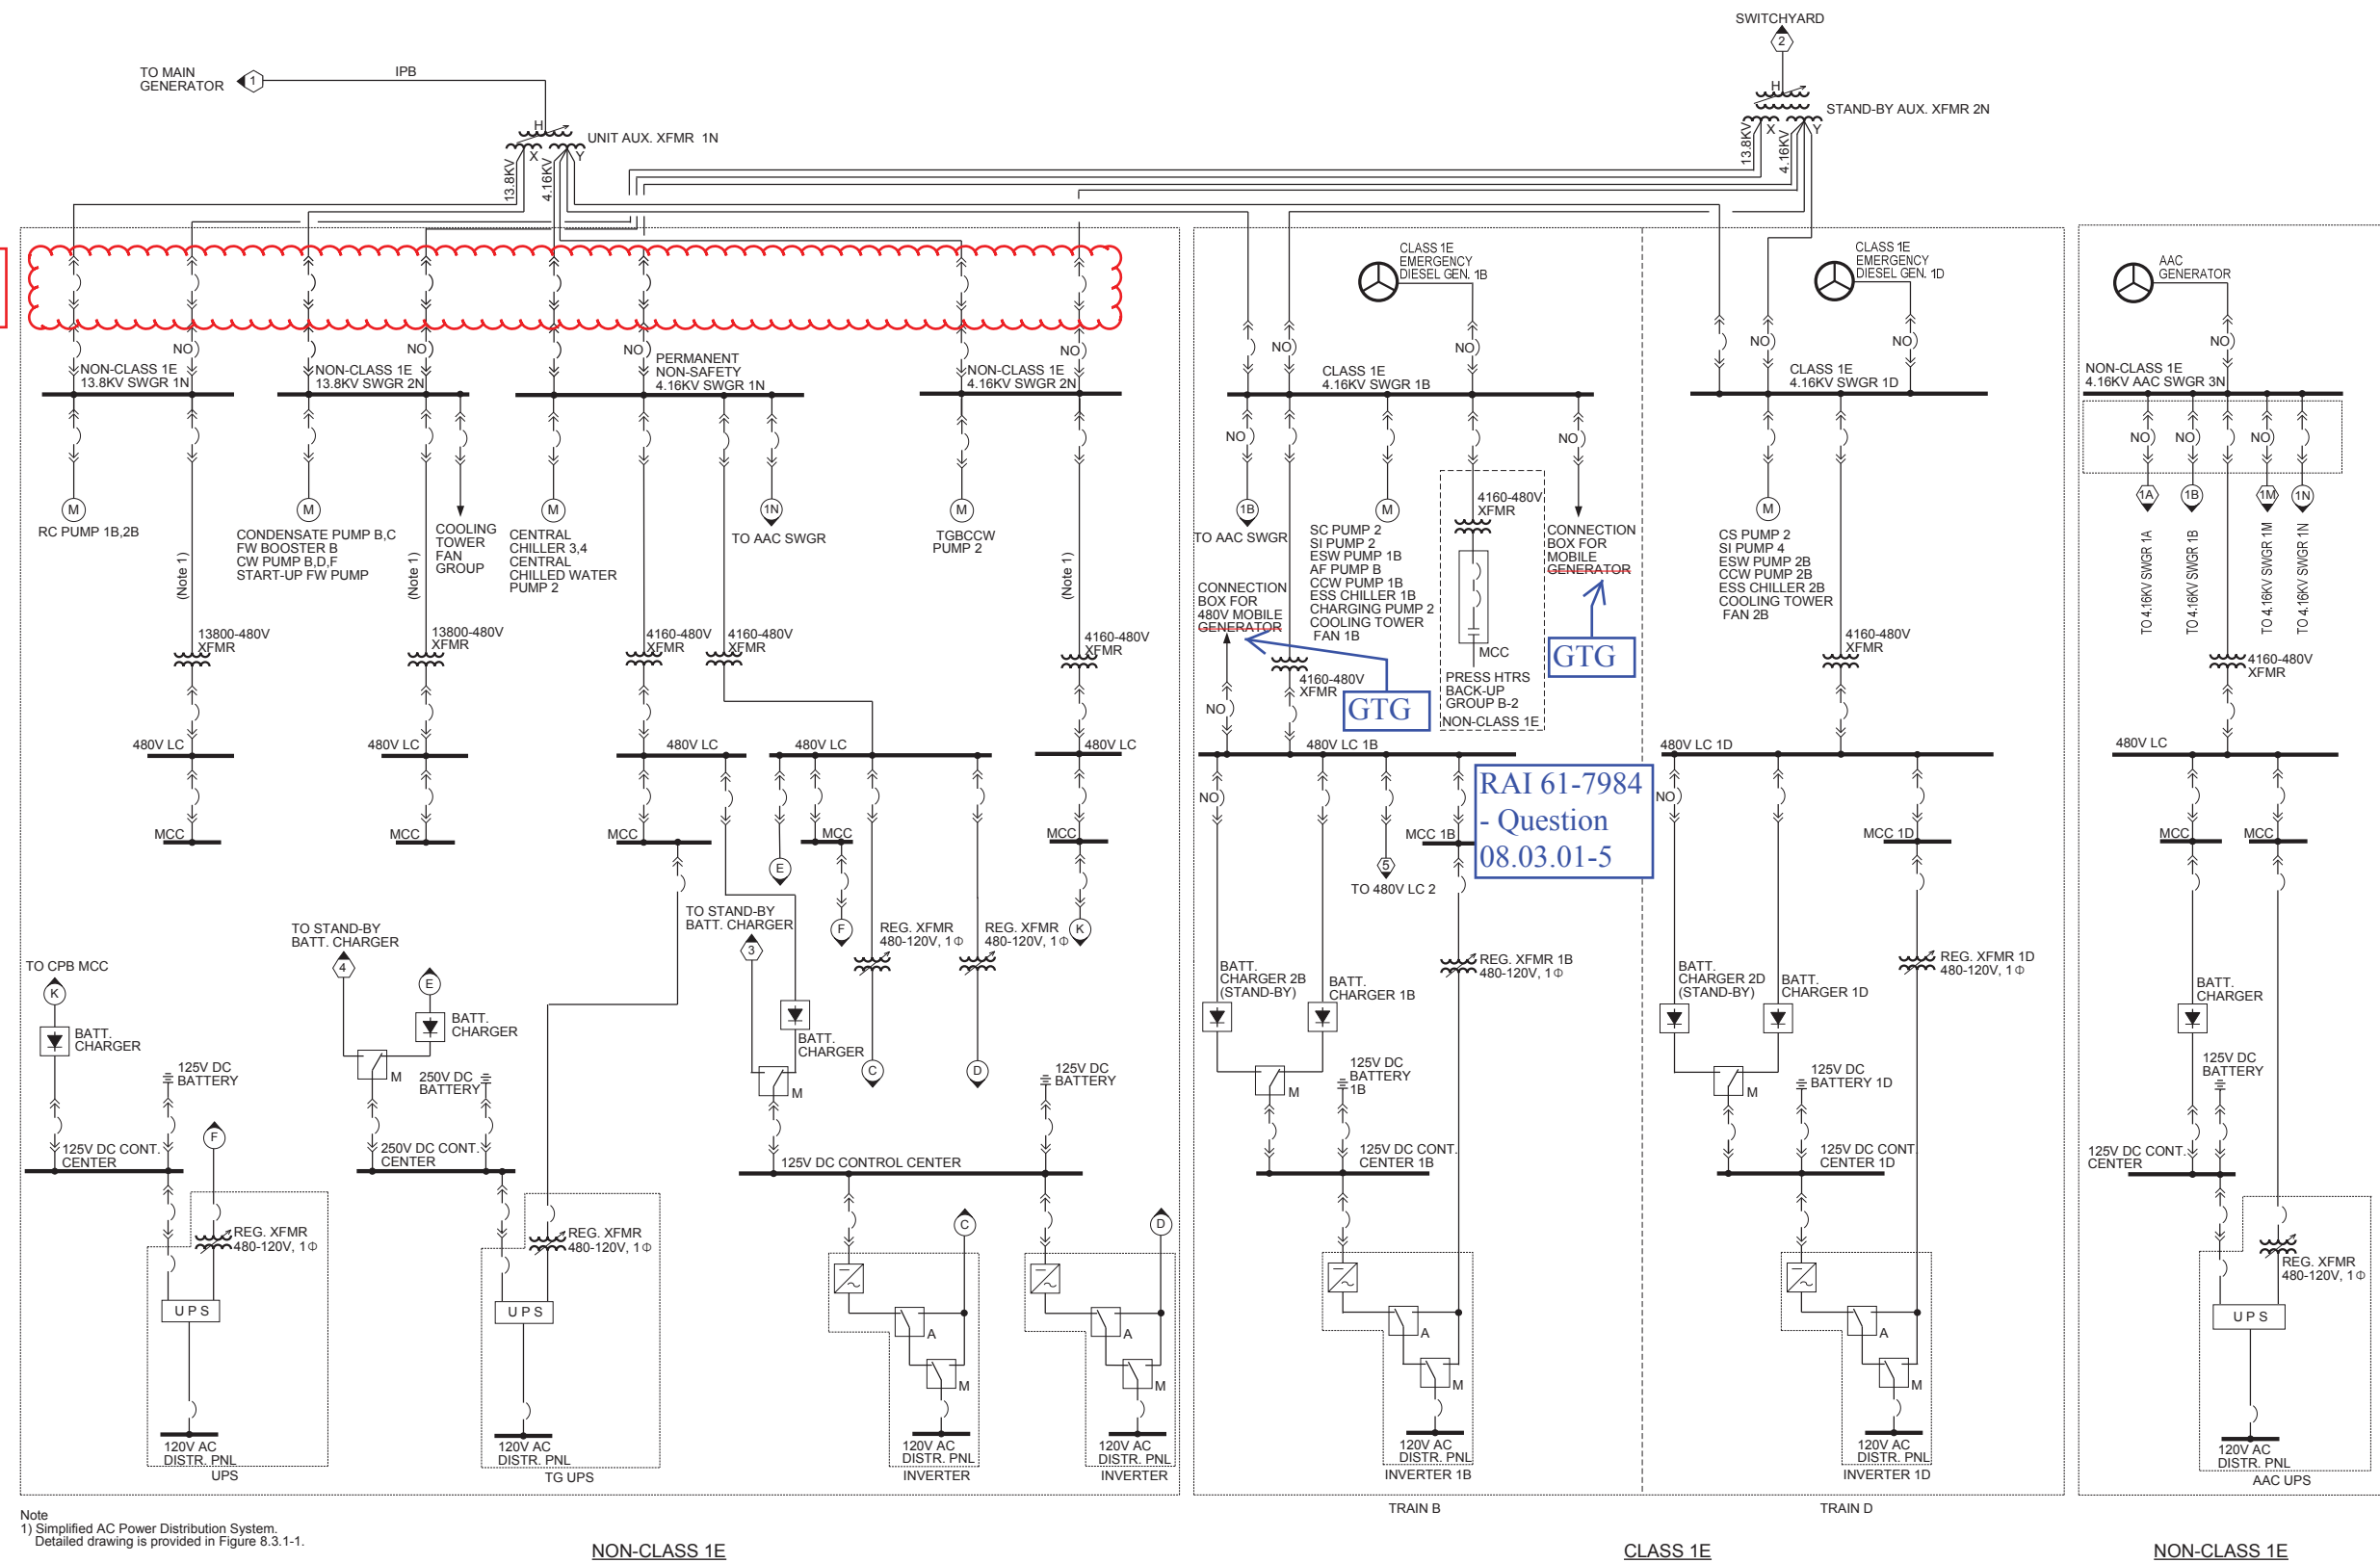 SWITCHYARD
2
TO MAIN
GENERATOR
1
IPB
H
UNIT AUX. XFMR 1N
X
Y
13.8KV
4.16KV
H
STAND-BY AUX. XFMR 2N
X
Y
13.8KV
4.16KV
CLASS 1E
EMERGENCY
DIESEL GEN. 1B
CLASS 1E
EMERGENCY
DIESEL GEN. 1D
AAC
GENERATOR
NO
NO
NO
NO
NO
NO
NO
NO
NO
NON-CLASS 1E
13.8KV SWGR 1N
NON-CLASS 1E
13.8KV SWGR 2N
PERMANENT
NON-SAFETY
4.16KV SWGR 1N
NON-CLASS 1E
4.16KV SWGR 2N
CLASS 1E
4.16KV SWGR 1B
CLASS 1E
4.16KV SWGR 1D
NON-CLASS 1E
4.16KV AAC SWGR 3N
NO
NO
NO
NO
NO
NO
M
RC PUMP 1B,2B
(Note 1)
M
CONDENSATE PUMP B,C
FW BOOSTER B
CW PUMP B,D,F
START-UP FW PUMP
(Note 1)
COOLING
TOWER
FAN
GROUP
M
CENTRAL
CHILLER 3,4
CENTRAL
CHILLED WATER
PUMP 2
1N
TO AAC SWGR
M
TGBCCW
PUMP 2
(Note 1)
1B
TO AAC SWGR
CONNECTION
BOX FOR
480V MOBILE
GENERATOR
M
SC PUMP 2
SI PUMP 2
ESW PUMP 1B
AF PUMP B
CCW PUMP 1B
ESS CHILLER 1B
CHARGING PUMP 2
COOLING TOWER
FAN 1B
4160-480V
XFMR
MCC
PRESS HTRS
BACK-UP
GROUP B-2
NON-CLASS 1E
CONNECTION
BOX FOR
MOBILE
GENERATOR
GTG
GTG
M
CS PUMP 2
SI PUMP 4
ESW PUMP 2B
CCW PUMP 2B
ESS CHILLER 2B
COOLING TOWER
FAN 2B
1A
1B
1M
1N
TO 4.16KV SWGR 1A
TO 4.16KV SWGR 1B
TO 4.16KV SWGR 1M
TO 4.16KV SWGR 1N
13800-480V
XFMR
13800-480V
XFMR
4160-480V
XFMR
4160-480V
XFMR
4160-480V
XFMR
4160-480V
XFMR
4160-480V
XFMR
4160-480V
XFMR
NO
480V LC
480V LC
480V LC
480V LC
480V LC
480V LC 1B
480V LC 1D
480V LC
RAI 61-7984
- Question
08.03.01-5
NO
NO
MCC
MCC
MCC
MCC
MCC
MCC 1B
MCC 1D
MCC
MCC
E
5
TO 480V LC 2
TO STAND-BY
BATT. CHARGER
4
TO STAND-BY
BATT. CHARGER
3
F
REG. XFMR
480-120V, 1Φ
REG. XFMR
480-120V, 1Φ
K
TO CPB MCC
K
E
BATT.
CHARGER
BATT.
CHARGER
BATT.
CHARGER
BATT.
CHARGER 2B
(STAND-BY)
BATT.
CHARGER 1B
REG. XFMR 1B
480-120V, 1Φ
BATT.
CHARGER 2D
(STAND-BY)
BATT.
CHARGER 1D
REG. XFMR 1D
480-120V, 1Φ
BATT.
CHARGER
125V DC
BATTERY
M
250V DC
BATTERY
M
C
D
125V DC
BATTERY
M
125V DC
BATTERY
1B
M
125V DC
BATTERY 1D
125V DC
BATTERY
F
125V DC CONT.
CENTER
250V DC CONT.
CENTER
125V DC CONTROL CENTER
125V DC CONT.
CENTER 1B
125V DC CONT.
CENTER 1D
125V DC CONT.
CENTER
REG. XFMR
480-120V, 1Φ
REG. XFMR
480-120V, 1Φ
C
D
REG. XFMR
480-120V, 1Φ
UPS
UPS
UPS
A
M
A
M
A
M
A
M
120V AC
DISTR. PNL
UPS
120V AC
DISTR. PNL
TG UPS
120V AC
DISTR. PNL
INVERTER
120V AC
DISTR. PNL
INVERTER
120V AC
DISTR. PNL
INVERTER 1B
120V AC
DISTR. PNL
INVERTER 1D
120V AC
DISTR. PNL
AAC UPS
TRAIN B
TRAIN D
Note
1) Simplified AC Power Distribution System.
Detailed drawing is provided in Figure 8.3.1-1.
NON-CLASS 1E
CLASS 1E
NON-CLASS 1E